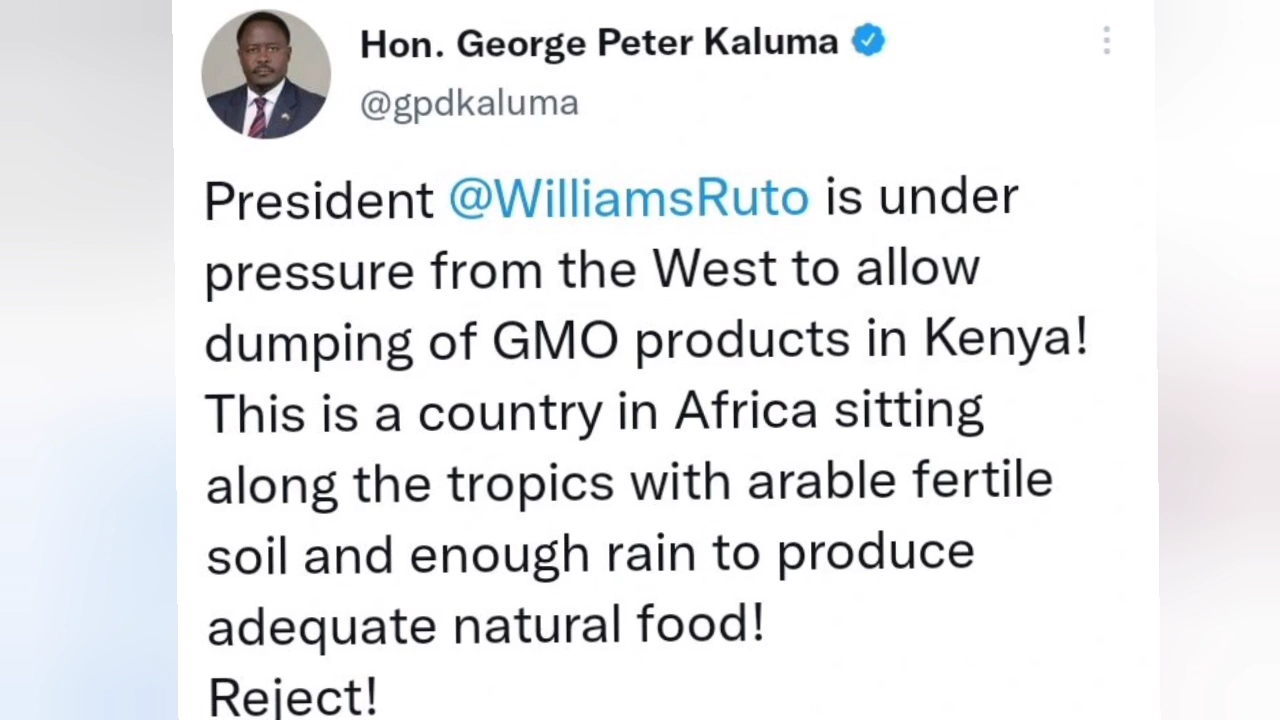 Hon. George Peter Kaluma
@gpdkaluma
President @WilliamsRuto is under
pressure from the West to allow
dumping of GMO products in Kenya!
This is a country in Africa sitting
along the tropics with arable fertile
soil and enough rain to produce
adequate natural food!
Reject!